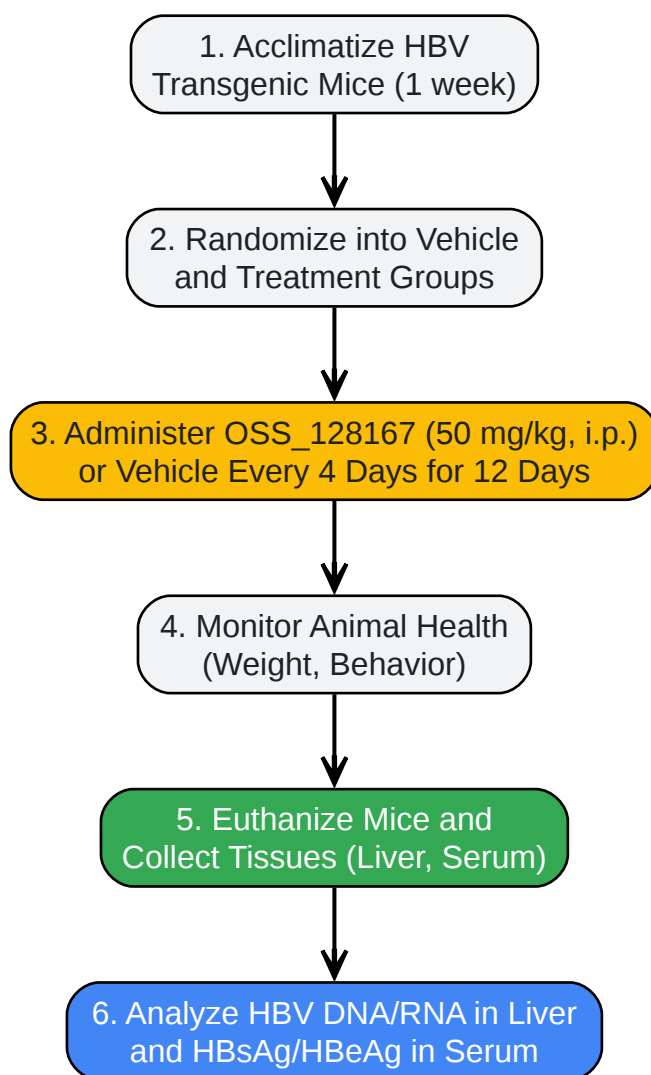 1. Acclimatize HBV
Transgenic Mice (1 week)
2. Randomize into Vehicle
and Treatment Groups
3. Administer OSS_128167 (50 mg/kg, i.p.)
or Vehicle Every 4 Days for 12 Days
4. Monitor Animal Health
(Weight, Behavior)
5. Euthanize Mice and
Collect Tissues (Liver, Serum)
6. Analyze HBV DNA/RNA in Liver
and HBsAg/HBeAg in Serum